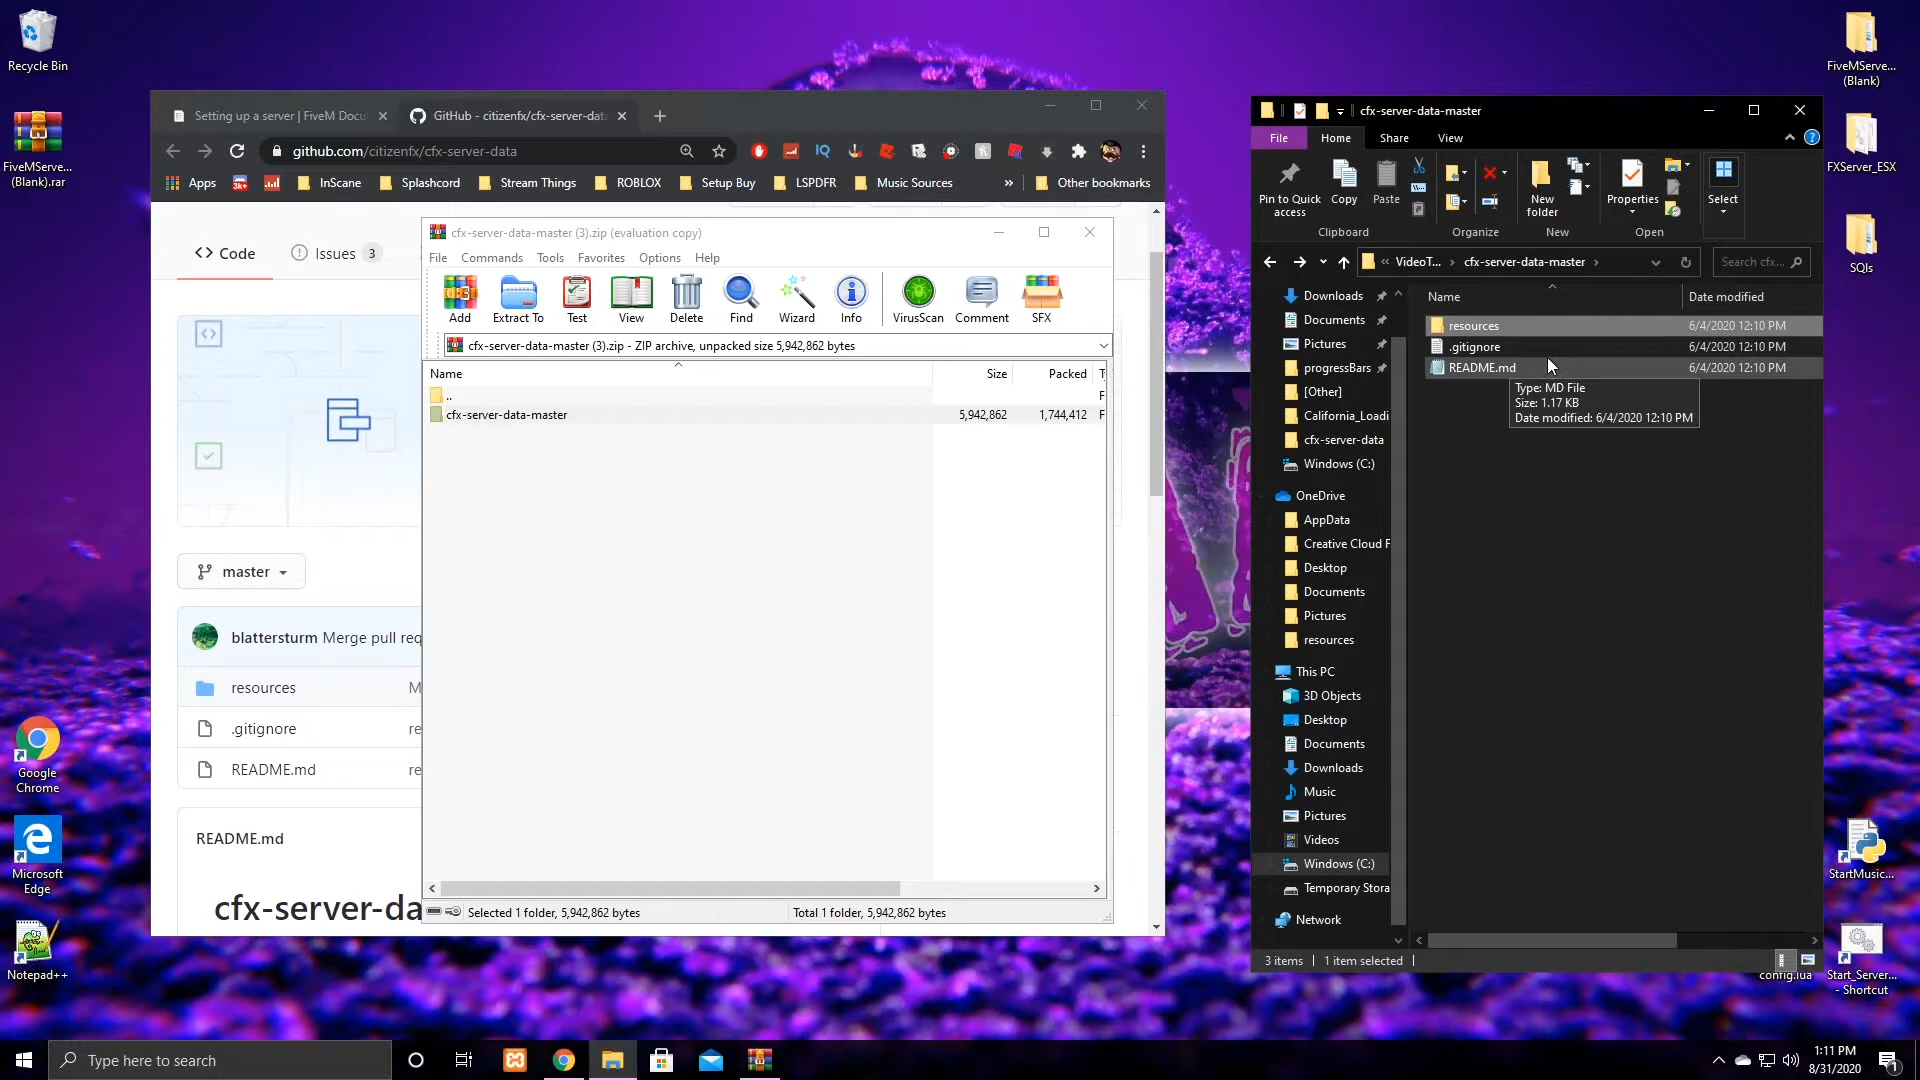 Recycle Bin
FiveMServe...
(Blank).rar
Google
Chrome
Microsoft
Edge
Notepad++
Setting up a server | FiveM Docu
GitHub - citizenfx/cfx-server-data
github.com/citizenfx/cfx-server-data
Apps
InScane
Splashcord
Stream Things
ROBLOX
Setup Buy
LSPDFR
Music Sources
»
Other bookmarks
Code
Issues 3
master
blattersturm Merge pull req
resources M
.gitignore re
README.md re
README.md
cfx-server-da
cfx-server-data-master (3).zip (evaluation copy)
File Commands Tools Favorites Options Help
Add Extract To Test View Delete Find Wizard Info VirusScan Comment SFX
cfx-server-data-master (3).zip - ZIP archive, unpacked size 5,942,862 bytes
Name Size Packed T
.. F
cfx-server-data-master 5,942,862 1,744,412 F
Selected 1 folder, 5,942,862 bytes
Total 1 folder, 5,942,862 bytes
cfx-server-data-master
File Home Share View
Pin to Quick
access
Copy
Paste
New
folder
Properties
Select
Clipboard Organize New Open
« VideoT... › cfx-server-data-master ›
Search cfx...
Downloads
Documents
Pictures
progressBars
[Other]
California_Loadi
cfx-server-data
Windows (C:)
OneDrive
AppData
Creative Cloud F
Desktop
Documents
Pictures
resources
This PC
3D Objects
Desktop
Documents
Downloads
Music
Pictures
Videos
Windows (C:)
Temporary Stora
Network
Name Date modified
resources 6/4/2020 12:10 PM
.gitignore 6/4/2020 12:10 PM
README.md 6/4/2020 12:10 PM
Type: MD File
Size: 1.17 KB
Date modified: 6/4/2020 12:10 PM
3 items
1 item selected
FiveMServe...
(Blank)
FXServer_ESX
SQls
StartMusic...
config.lua
Start_Server...
- Shortcut
Type here to search
1:11 PM
8/31/2020
1